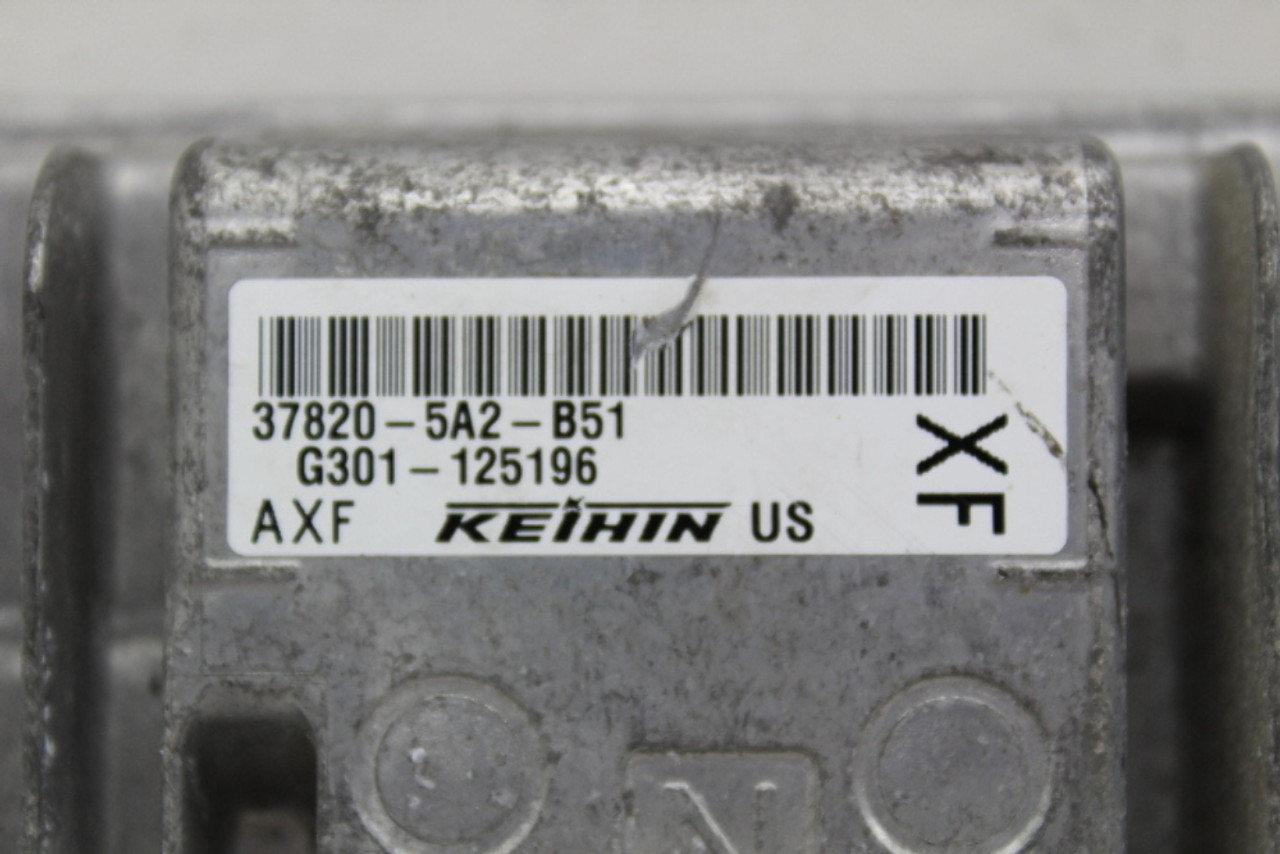 37820-5A2-B51
G301-125196
AXF KEIHIN US
XF